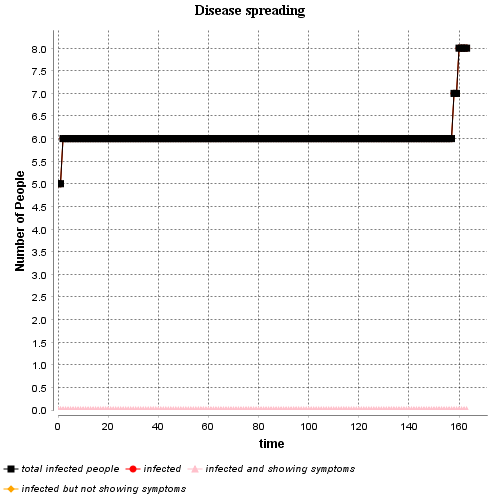 Disease spreading
Number of People
8.0
7.5
7.0
6.5
6.0
5.5
5.0
4.5
4.0
3.5
3.0
2.5
2.0
1.5
1.0
0.5
0.0
0 20 40 60 80 100 120 140 160
time
total infected people infected infected and showing symptoms
infected but not showing symptoms